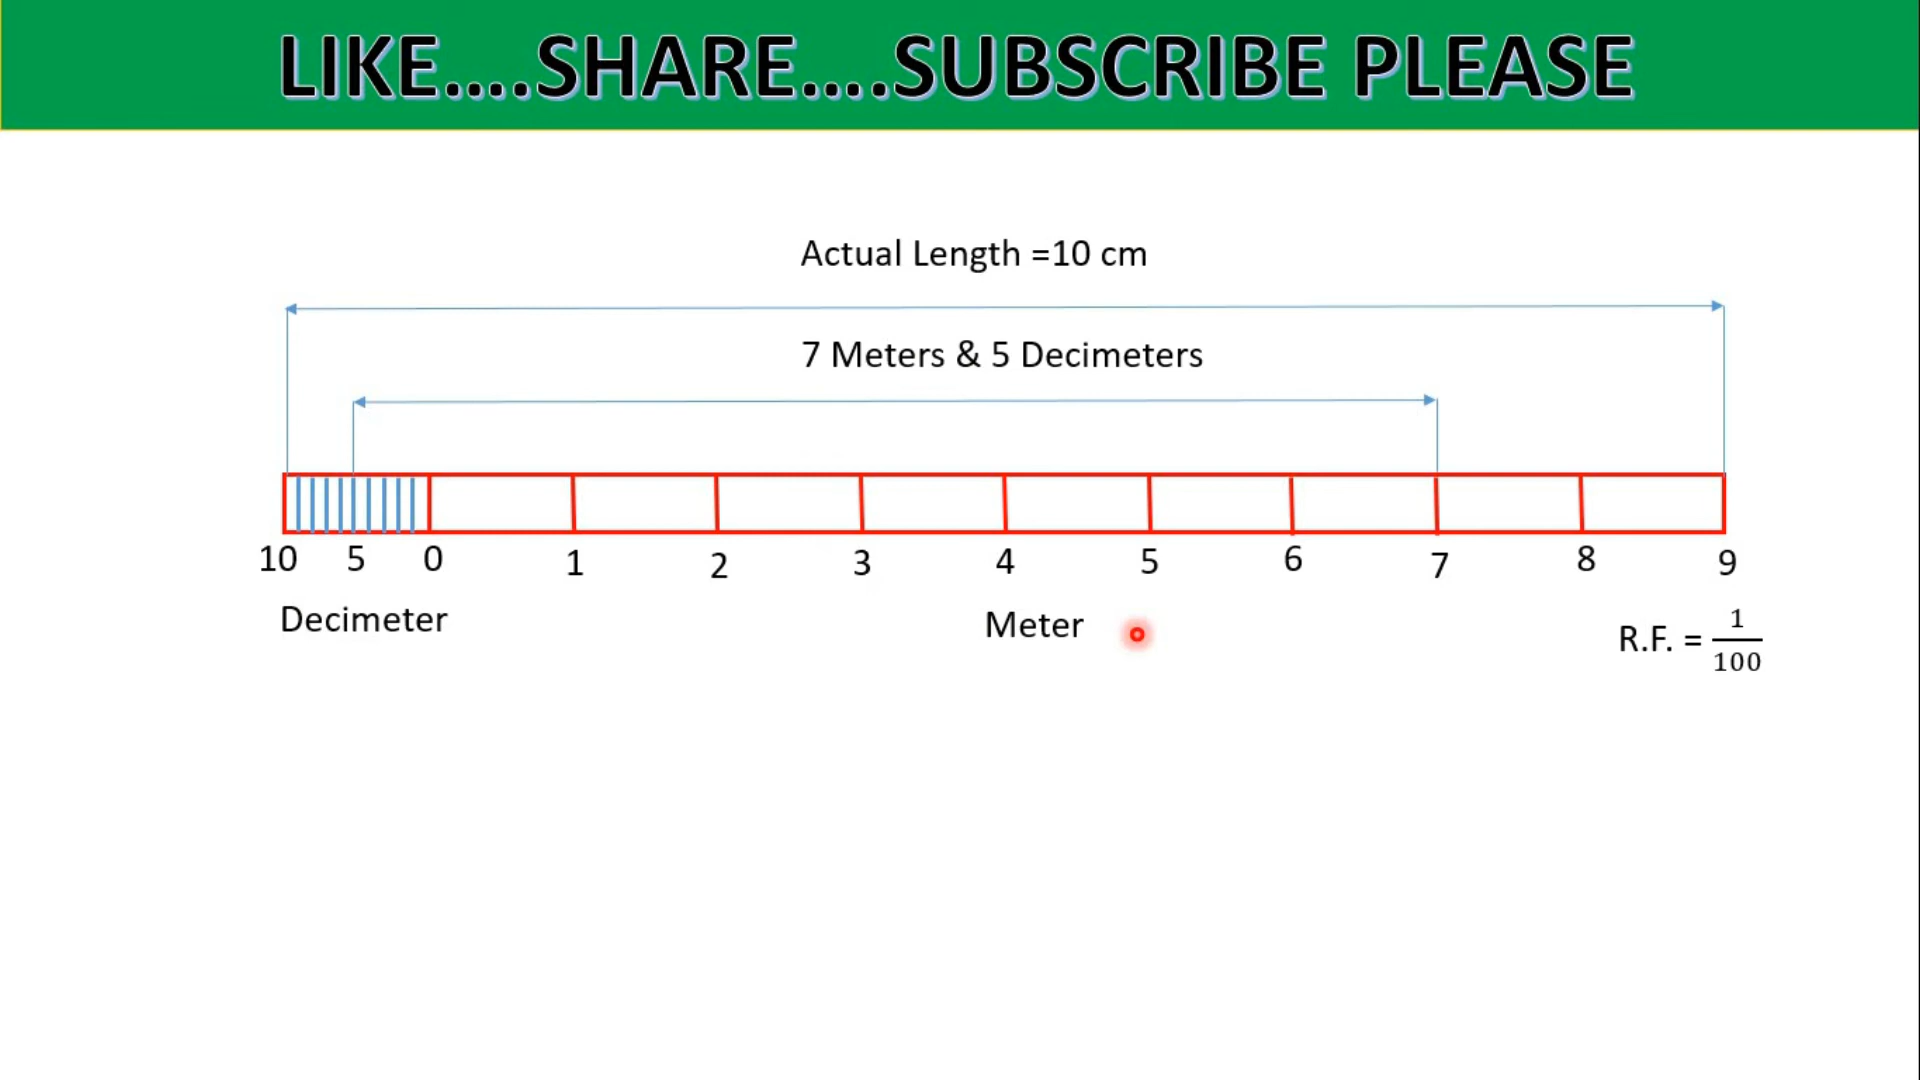 LIKE....SHARE....SUBSCRIBE PLEASE
Actual Length =10 cm
7 Meters & 5 Decimeters
10 5 0 1 2 3 4 5 6 7 8 9
Decimeter Meter R.F. = 1/100